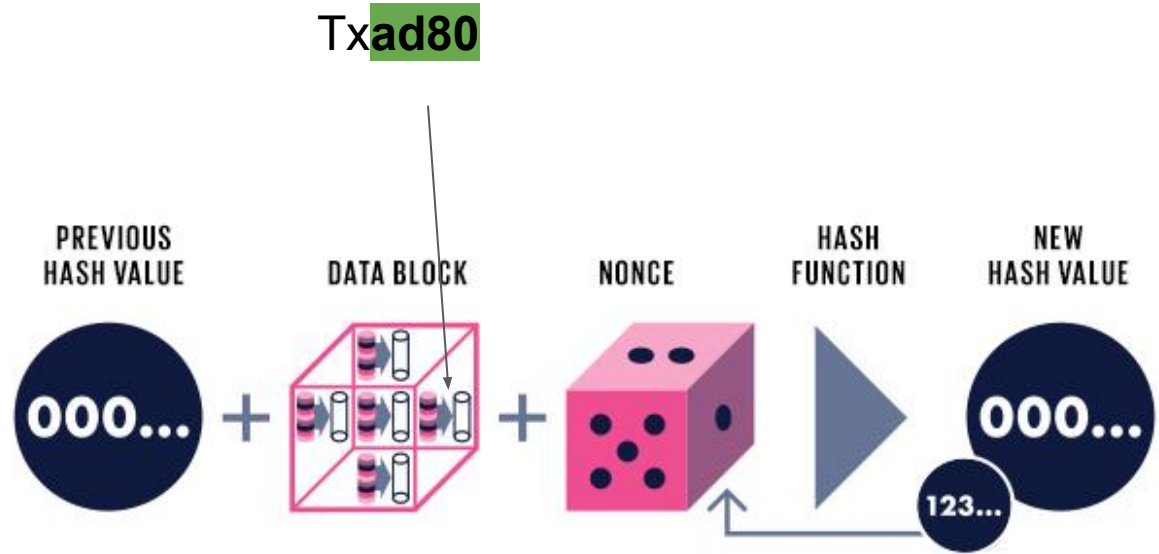 Txad80
PREVIOUS
HASH VALUE
DATA BLOCK
NONCE
HASH
FUNCTION
NEW
HASH VALUE
000...
000...
123...